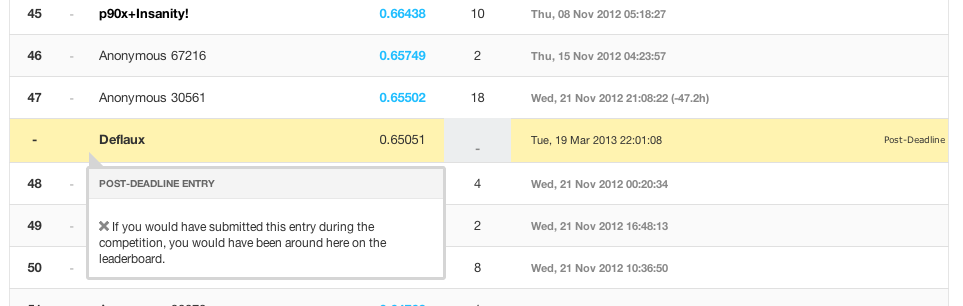 45 - p90x+Insanity! 0.66438 10 Thu, 08 Nov 2012 05:18:27
46 - Anonymous 67216 0.65749 2 Thu, 15 Nov 2012 04:23:57
47 - Anonymous 30561 0.65502 18 Wed, 21 Nov 2012 21:08:22 (-47.2h)
- Deflaux 0.65051 - Tue, 19 Mar 2013 22:01:08 Post-Deadline
48 - 4 Wed, 21 Nov 2012 00:20:34
POST-DEADLINE ENTRY
49 - 2 Wed, 21 Nov 2012 16:48:13
If you would have submitted this entry during the
competition, you would have been around here on the
leaderboard.
50 - 8 Wed, 21 Nov 2012 10:36:50